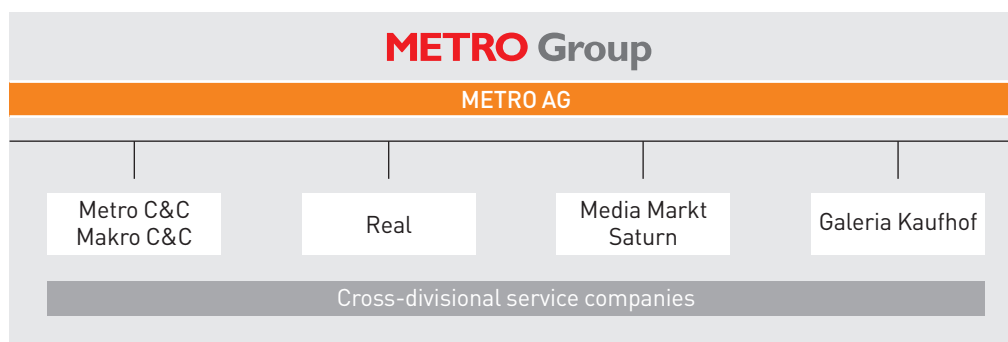 METRO Group
METRO AG
Metro C&C
Makro C&C
Real
Media Markt
Saturn
Galeria Kaufhof
Cross-divisional service companies